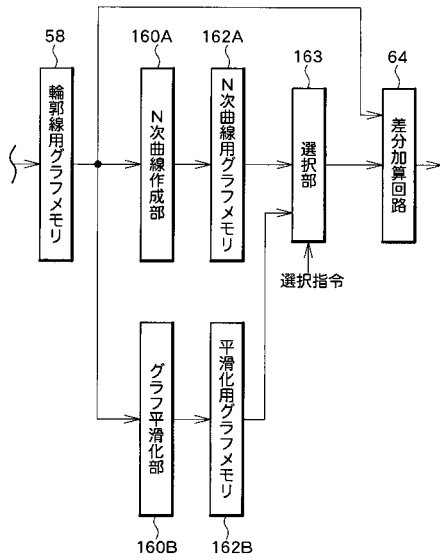 58
160A
162A
163
64
輪郭線用グラフメモリ
N次曲線作成部
N次曲線用グラフメモリ
選択部
差分加算回路
選択指令
グラフ平滑化部
平滑化用グラフメモリ
160B
162B